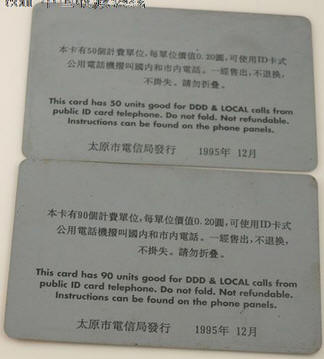 本卡有50個計費單位,每單位價值0.20圓,可使用ID卡式
公用電話機撥叫國内和市内電話。一經售出,不退換,
不掛失。請勿折叠。
This card has 50 units good for DDD & LOCAL calls from
public ID card telephone. Do not fold. Not refundable.
Instructions can be found on the phone panels.
太原市電信局發行 1995年 12月
本卡有90個計費單位,每單位價值0.20圓,可使用ID卡式
公用電話機撥叫國内和市内電話。一經售出,不退換,
不掛失。請勿折叠。
This card has 90 units good for DDD & LOCAL calls from
public ID card telephone. Do not fold. Not refundable.
Instructions can be found on the phone panels.
太原市電信局發行 1995年 12月